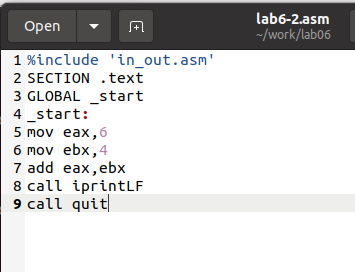 Open
lab6-2.asm
~/work/lab06
1 %include 'in_out.asm'
2 SECTION .text
3 GLOBAL _start
4 _start:
5 mov eax,6
6 mov ebx,4
7 add eax,ebx
8 call iprintLF
9 call quit